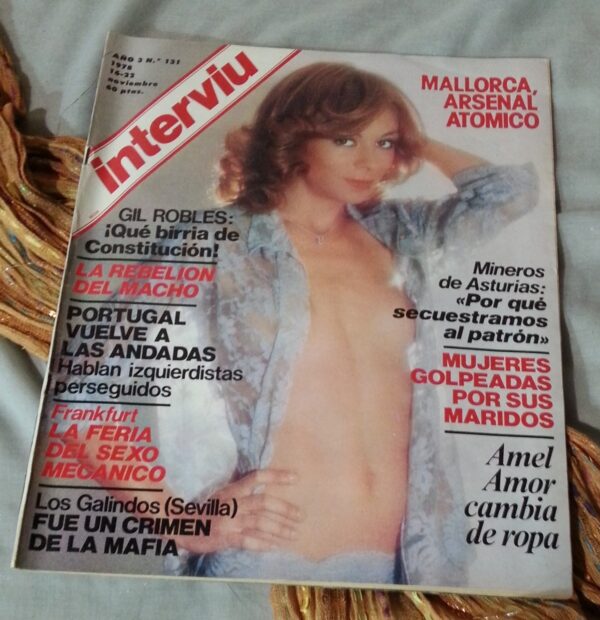 AÑO 3 N.º 131
1978
16-22
noviembre
60 ptas.
interviu
MALLORCA,
ARSENAL
ATOMICO
GIL ROBLES:
¡Qué birria de
Constitución!
LA REBELION
DEL MACHO
PORTUGAL
VUELVE A
LAS ANDADAS
Hablan izquierdistas
perseguidos
Frankfurt
LA FERIA
DEL SEXO
MECANICO
Los Galindos (Sevilla)
FUE UN CRIMEN
DE LA MAFIA
Mineros
de Asturias:
«Por qué
secuestramos
al patrón»
MUJERES
GOLPEADAS
POR SUS
MARIDOS
Amel
Amor
cambia
de ropa